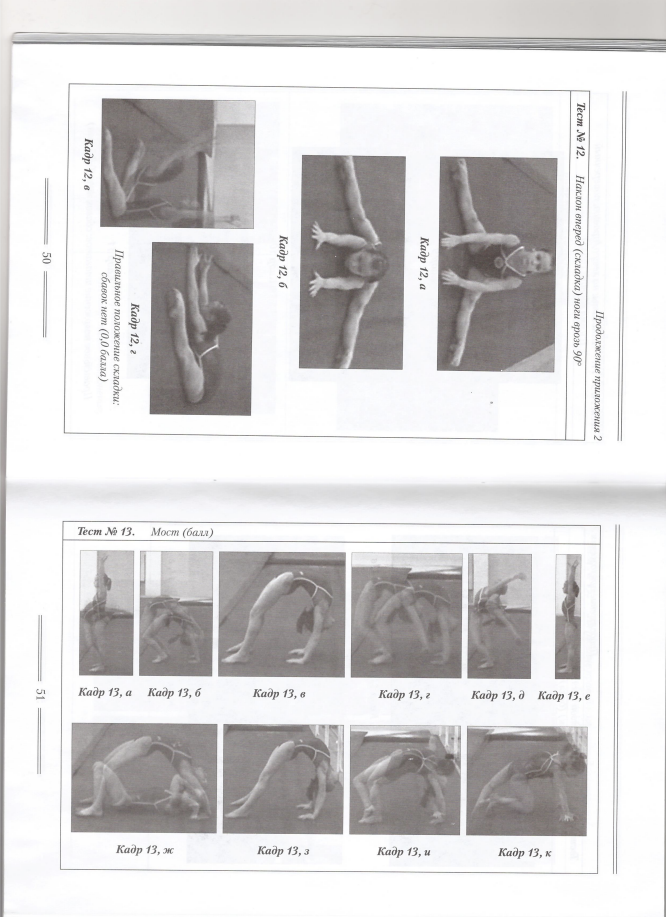 Продолжение приложения 2
Тест № 12. Наклон вперед (складка) ноги врозь 90°
Кадр 12, а
Кадр 12, б
Кадр 12, в
Кадр 12, г
Правильное положение складки:
сбавок нет (0,0 балла)
50
Тест № 13. Мост (балл)
Кадр 13, а Кадр 13, б Кадр 13, в Кадр 13, г Кадр 13, д Кадр 13, е
Кадр 13, ж Кадр 13, з Кадр 13, и Кадр 13, к
51